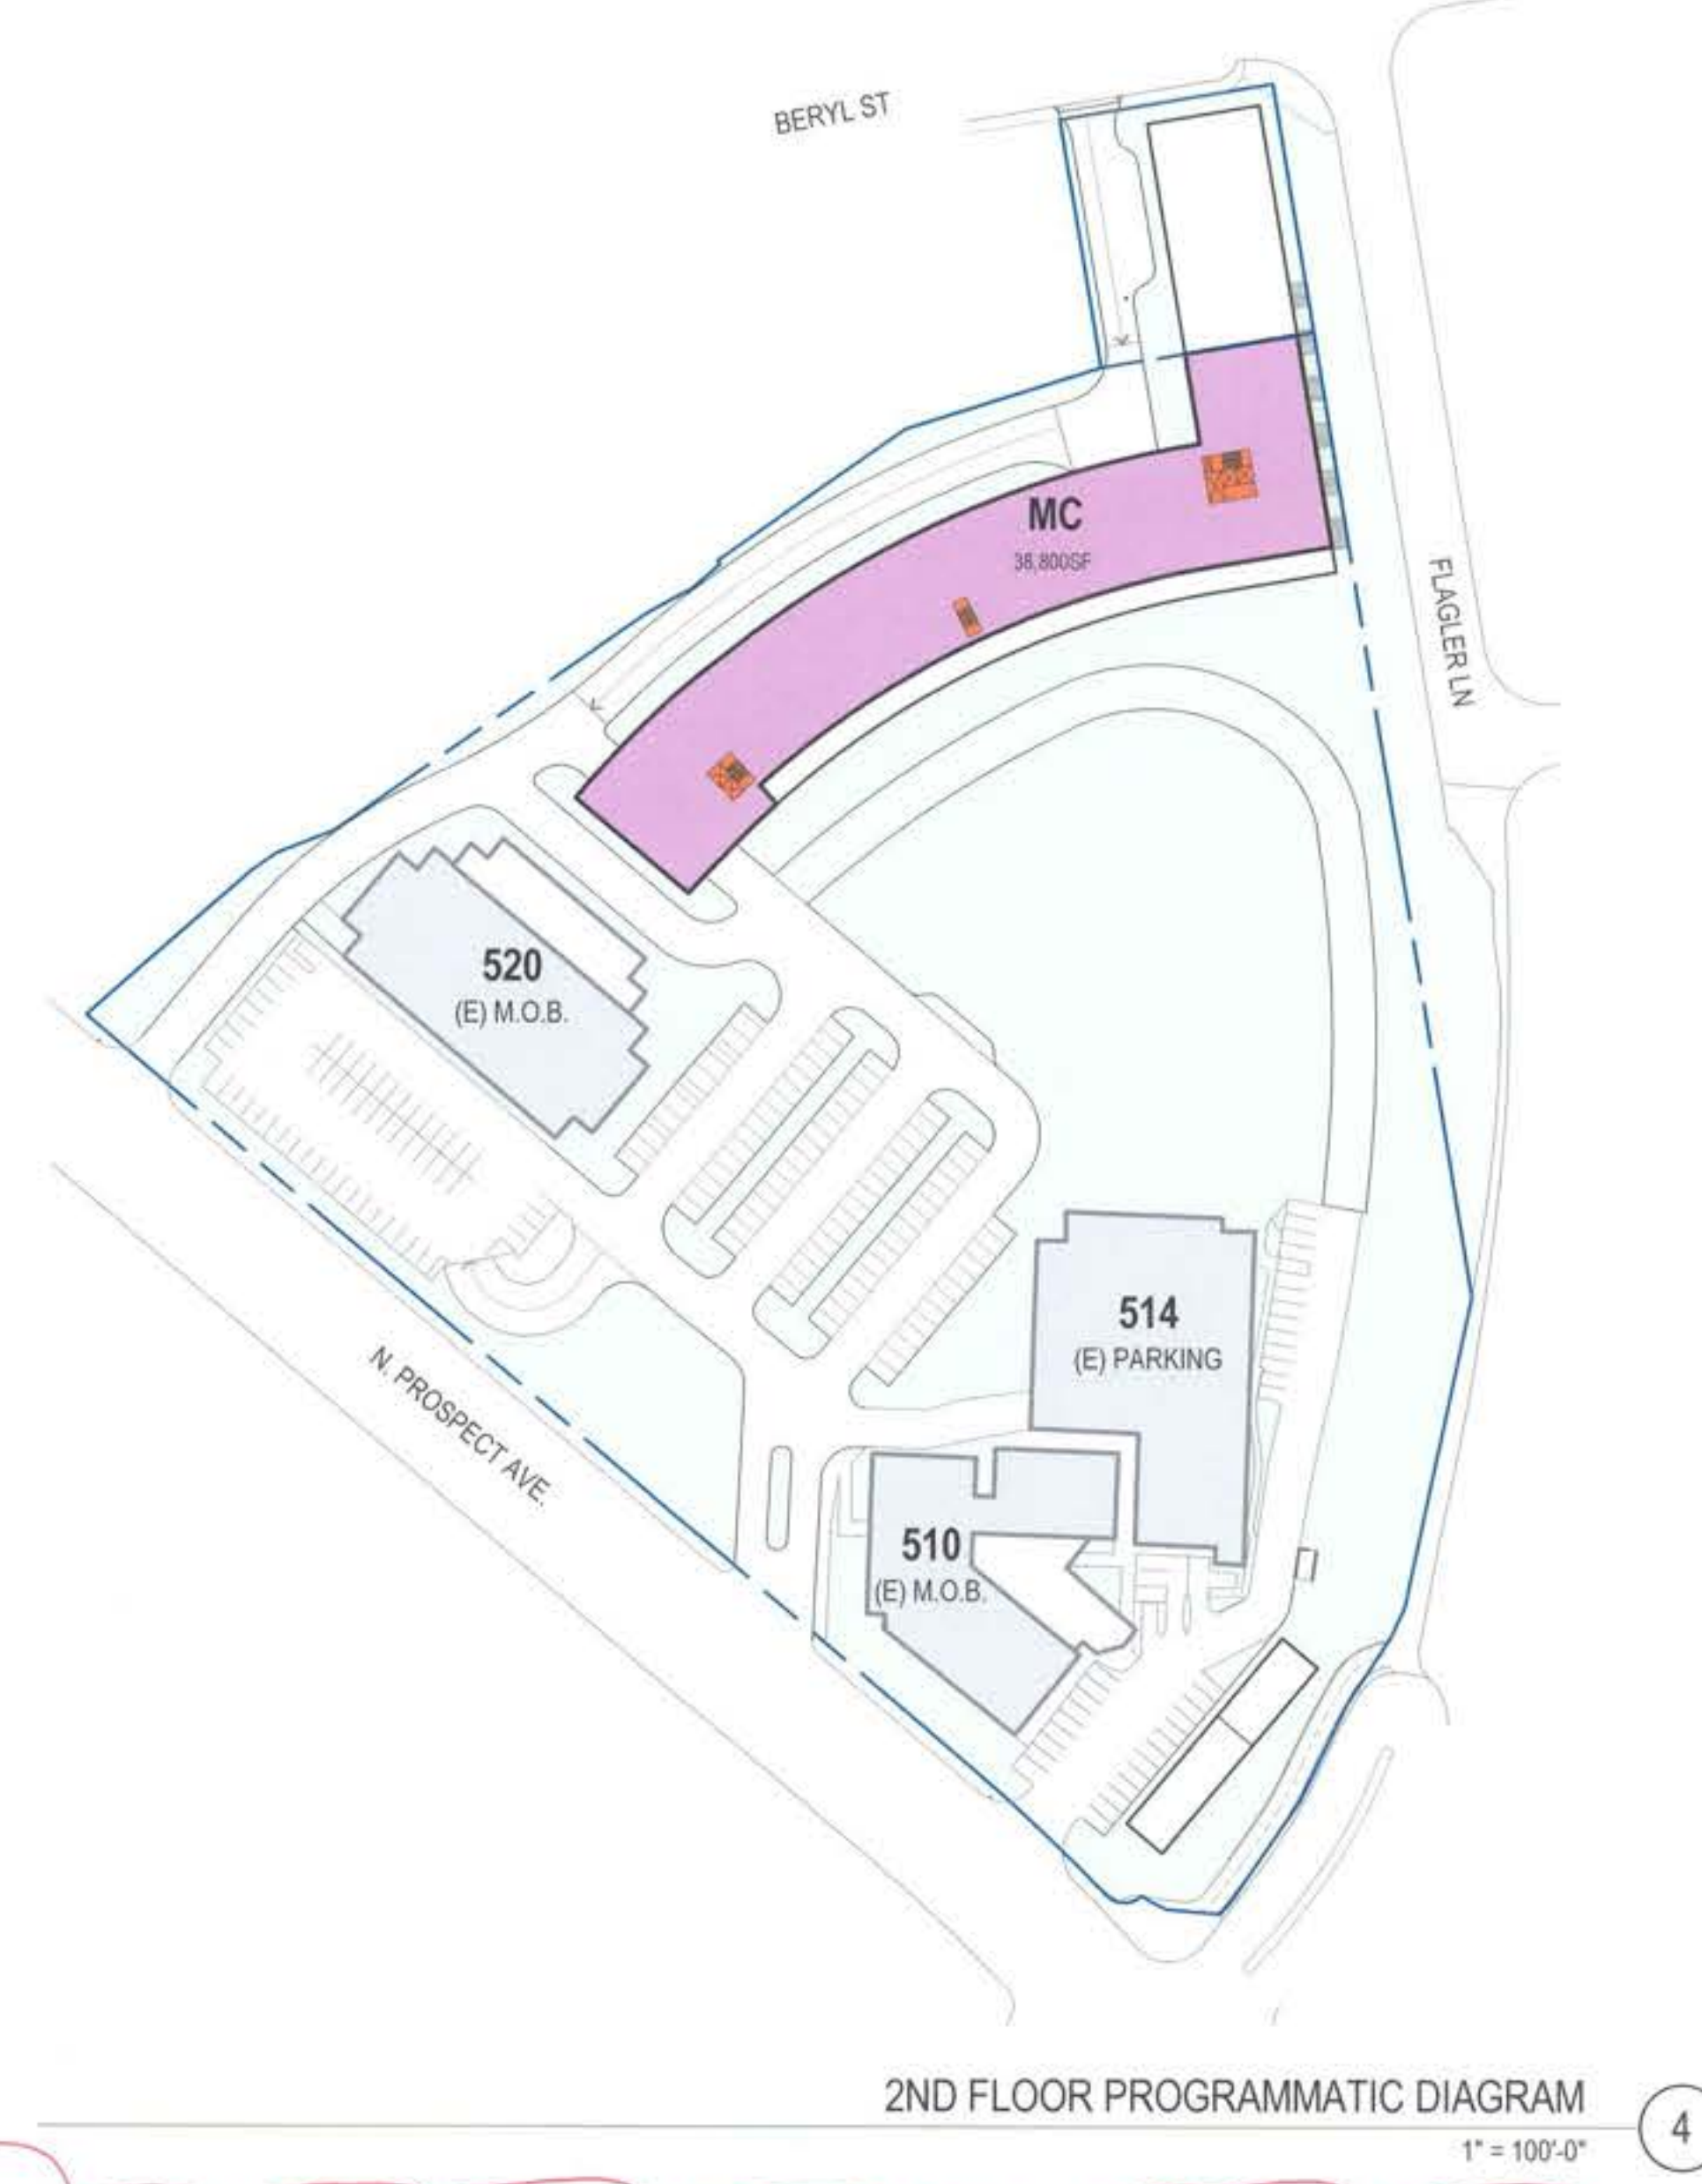 BERYL ST
MC
38,800SF
FLAGLER LN
520
(E) M.O.B.
514
(E) PARKING
N. PROSPECT AVE.
510
(E) M.O.B.
2ND FLOOR PROGRAMMATIC DIAGRAM
4
1" = 100'-0"